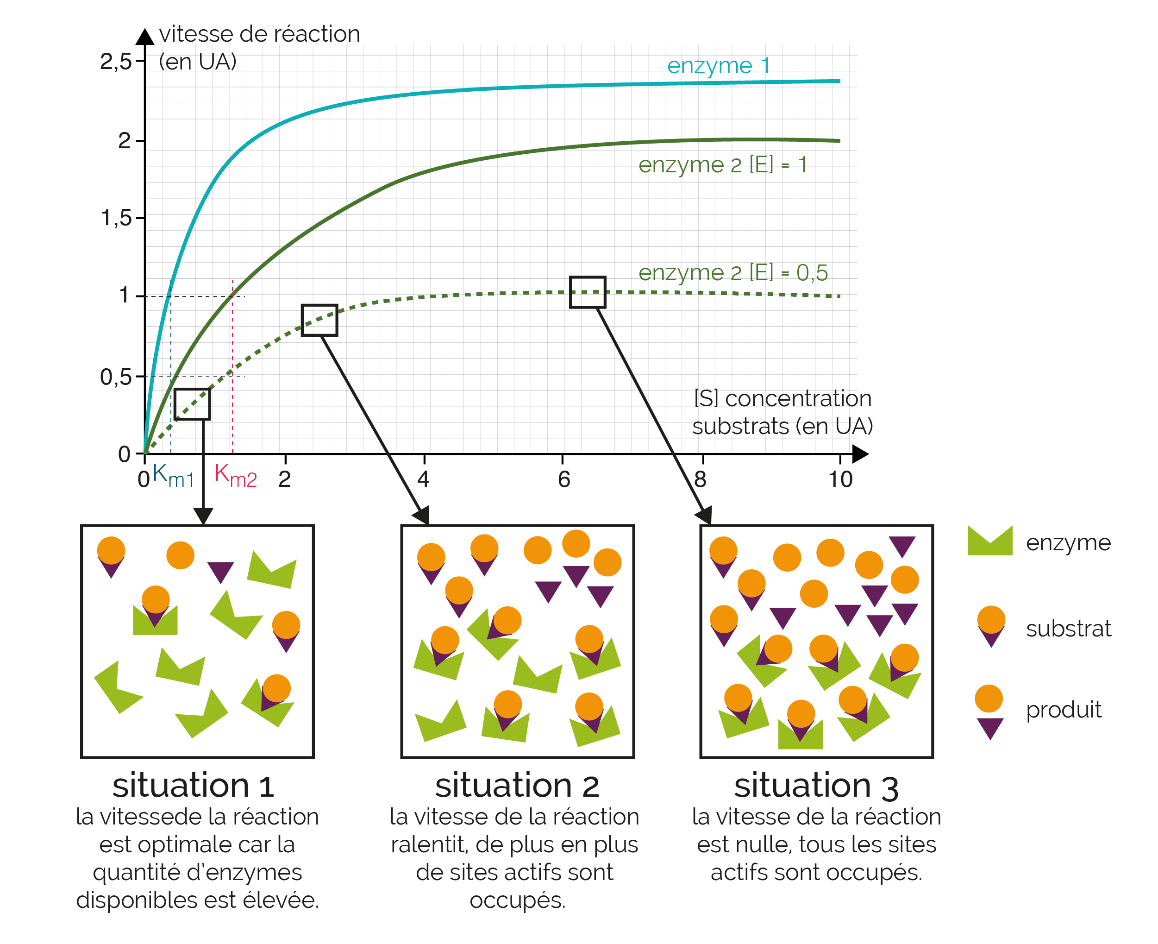 vitesse de réaction
(en UA)
2,5
2
1,5
1
0,5
0
enzyme 1
enzyme 2 [E] = 1
enzyme 2 [E] = 0,5
[S] concentration
substrats (en UA)
0 Km1 Km2 2 4 6 8 10
enzyme
substrat
produit
situation 1
la vitessede la réaction
est optimale car la
quantité d'enzymes
disponibles est élevée.
situation 2
la vitesse de la réaction
ralentit, de plus en plus
de sites actifs sont
occupés.
situation 3
la vitesse de la réaction
est nulle, tous les sites
actifs sont occupés.